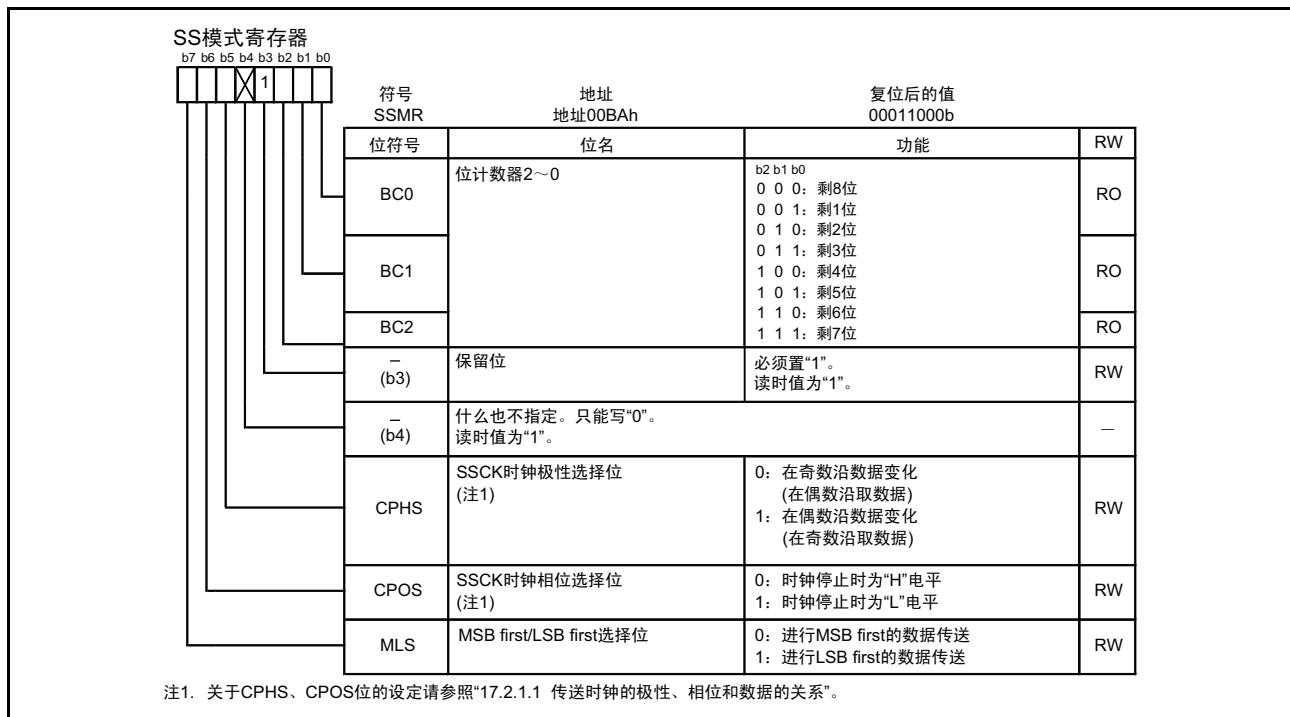 SS模式寄存器
b7 b6 b5 b4 b3 b2 b1 b0
1
符号 地址 复位后的值
SSMR 地址00BAh 00011000b
位符号 位名 功能 RW
BC0 位计数器2～0 RO
b2 b1 b0
0 0 0：剩8位
0 0 1：剩1位
0 1 0：剩2位
0 1 1：剩3位
1 0 0：剩4位
1 0 1：剩5位
1 1 0：剩6位
1 1 1：剩7位
BC1 RO
BC2 RO
–
(b3)
保留位
必须置“1”。
读时值为“1”。
RW
–
(b4)
什么也不指定。只能写“0”。
读时值为“1”。
–
CPHS
SSCK时钟极性选择位
(注1)
0：在奇数沿数据变化
(在偶数沿取数据)
1：在偶数沿数据变化
(在奇数沿取数据)
RW
CPOS
SSCK时钟相位选择位
(注1)
0：时钟停止时为“H”电平
1：时钟停止时为“L”电平
RW
MLS
MSB first/LSB first选择位
0：进行MSB first的数据传送
1：进行LSB first的数据传送
RW
注1. 关于CPHS、CPOS位的设定请参照“17.2.1.1 传送时钟的极性、相位和数据的关系”。